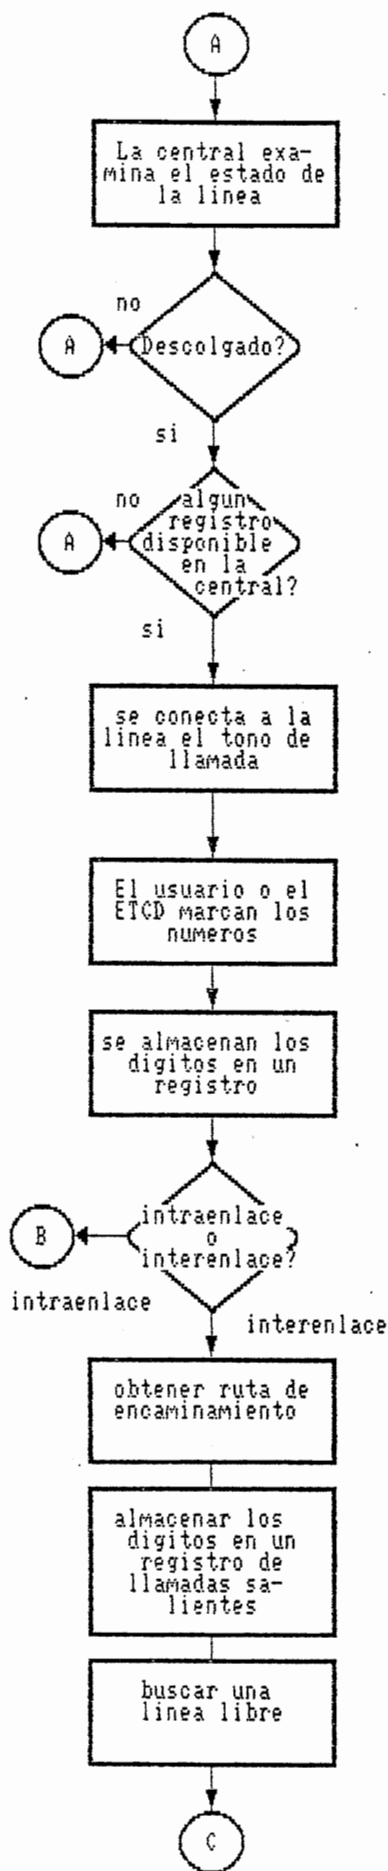 A
La central exa-
mina el estado de
la linea
no
A
Descolgado?
si
no
algun
registro
A
disponible
en la
central?
si
se conecta a la
linea el tono de
llamada
El usuario o el
ETCD marcan los
numeros
se almacenan los
digitos en un
registro
intraenlace
B
o
interenlace?
intraenlace
interenlace
obtener ruta de
encaminamiento
almacenar los
digitos en un
registro de
llamadas sa-
lientes
buscar una
linea libre
C